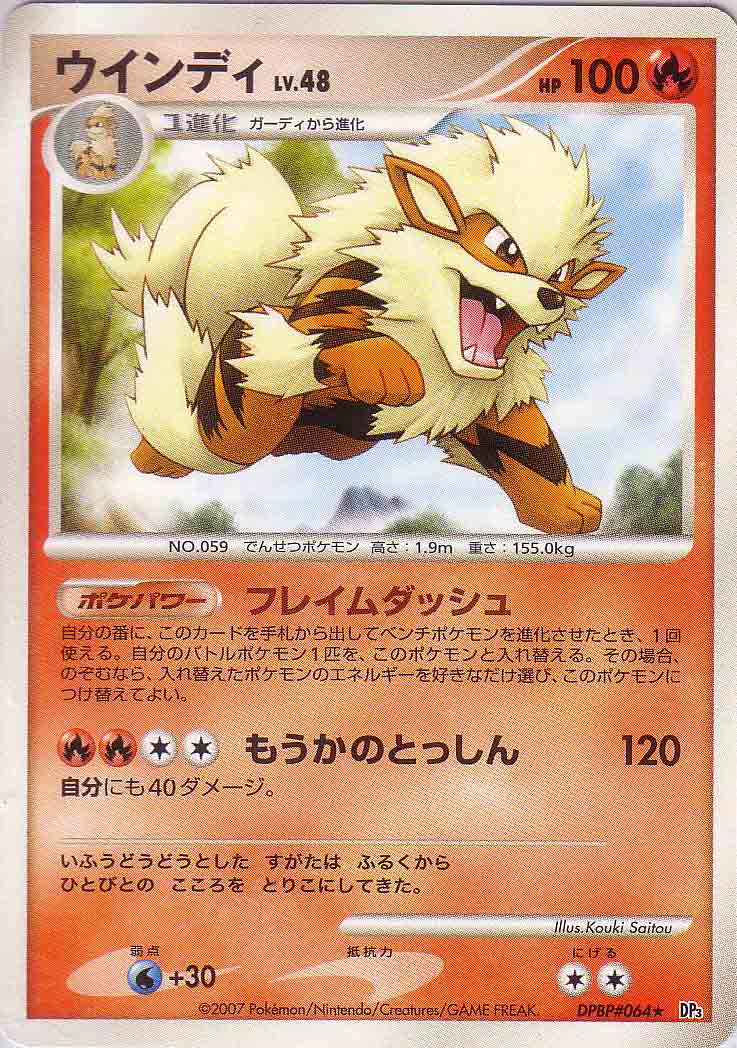 ウインディ LV.48 HP 100
1進化 ガーディから進化
NO.059 でんせつポケモン 高さ:1.9m 重さ:155.0kg
ポケパワー フレイムダッシュ
自分の番に、このカードを手札から出してベンチポケモンを進化させたとき、1回
使える。自分のバトルポケモン1匹を、このポケモンと入れ替える。その場合、
のぞむなら、入れ替えたポケモンのエネルギーを好きなだけ選び、このポケモンに
つけ替えてよい。
もうかのとっしん 120
自分にも40ダメージ。
いふうどうどうとした すがたは ふるくから
ひとびとの こころを とりこにしてきた。
Illus.Kouki Saitou
弱点 抵抗力 にげる
+30
©2007 Pokémon/Nintendo/Creatures/GAME FREAK. DPBP#064★ DP3